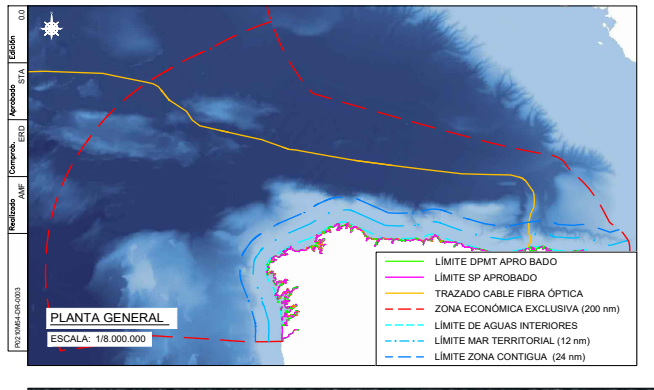 Edición
0.0
Aprobado
STA
Comprob.
ERD
Realizado
AMF
P0210M64-DR-0003
PLANTA GENERAL
ESCALA: 1/8.000.000
LÍMITE DPMT APRO BADO
LÍMITE SP APROBADO
TRAZADO CABLE FIBRA ÓPTICA
ZONA ECONÓMICA EXCLUSIVA (200 nm)
LÍMITE DE AGUAS INTERIORES
LÍMITE MAR TERRITORIAL (12 nm)
LÍMITE ZONA CONTIGUA (24 nm)